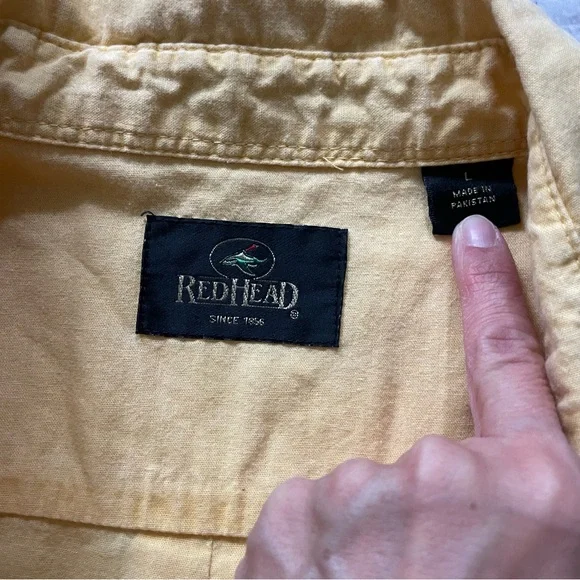 L
MADE IN
PAKISTAN
REDHEAD
®
SINCE 1856